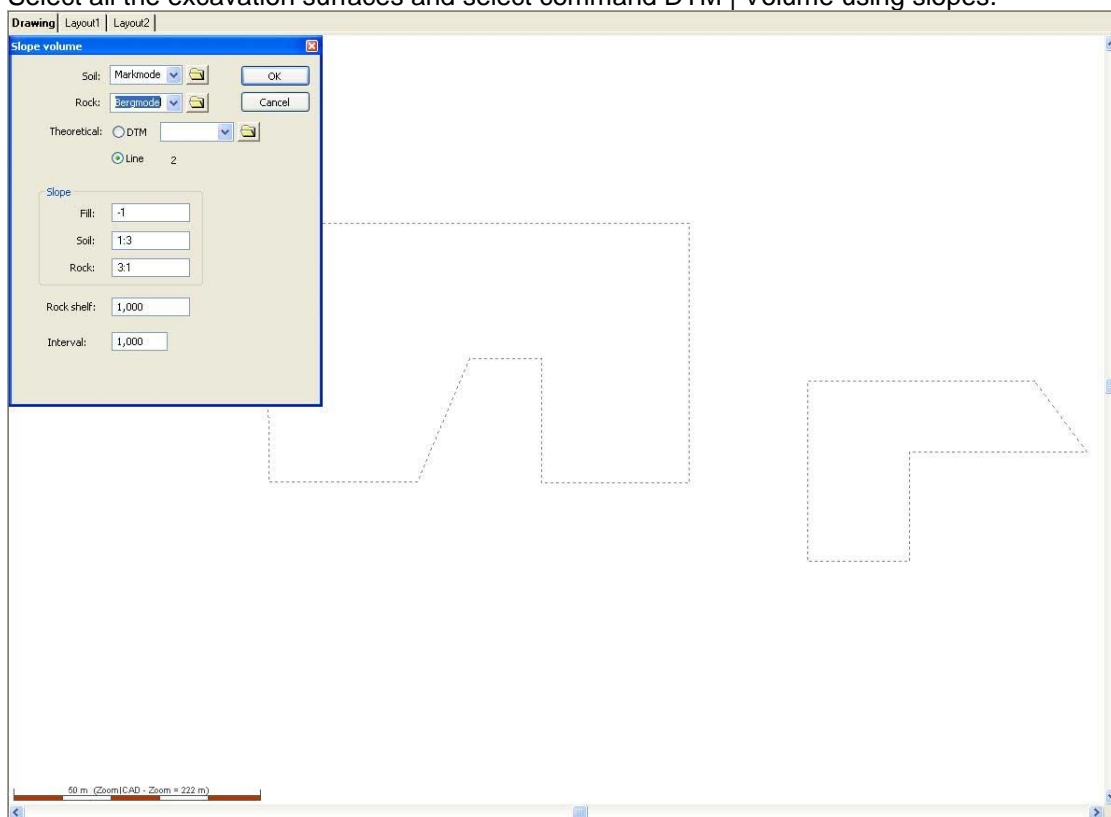 Select all the excavation surfaces and select command DTM | Volume using slopes.
Drawing Layout1 Layout2
Slope volume
Soil: Markmode OK
Rock: Bergmode Cancel
Theoretical: DTM
Line 2
Slope
Fill: -1
Soil: 1:3
Rock: 3:1
Rock shelf: 1,000
Interval: 1,000
50 m (Zoom|CAD - Zoom = 222 m)